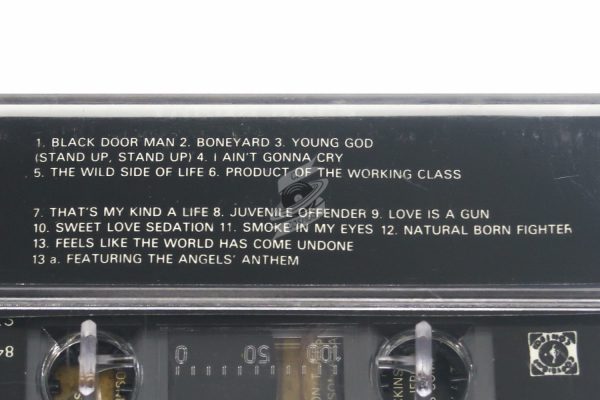 1. BLACK DOOR MAN 2. BONEYARD 3. YOUNG GOD
(STAND UP, STAND UP) 4. I AIN'T GONNA CRY
5. THE WILD SIDE OF LIFE 6. PRODUCT OF THE WORKING CLASS
7. THAT'S MY KIND A LIFE 8. JUVENILE OFFENDER 9. LOVE IS A GUN
10. SWEET LOVE SEDATION 11. SMOKE IN MY EYES 12. NATURAL BORN FIGHTER
13. FEELS LIKE THE WORLD HAS COME UNDONE
13 a. FEATURING THE ANGELS' ANTHEM
0 50 100